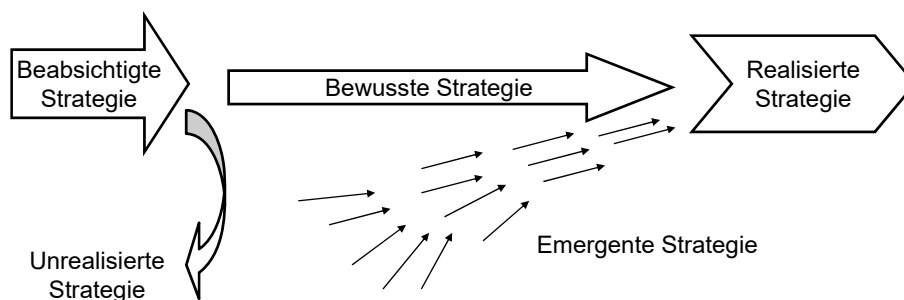 Beabsichtigte
Strategie
Bewusste Strategie
Realisierte
Strategie
Emergente Strategie
Unrealisierte
Strategie